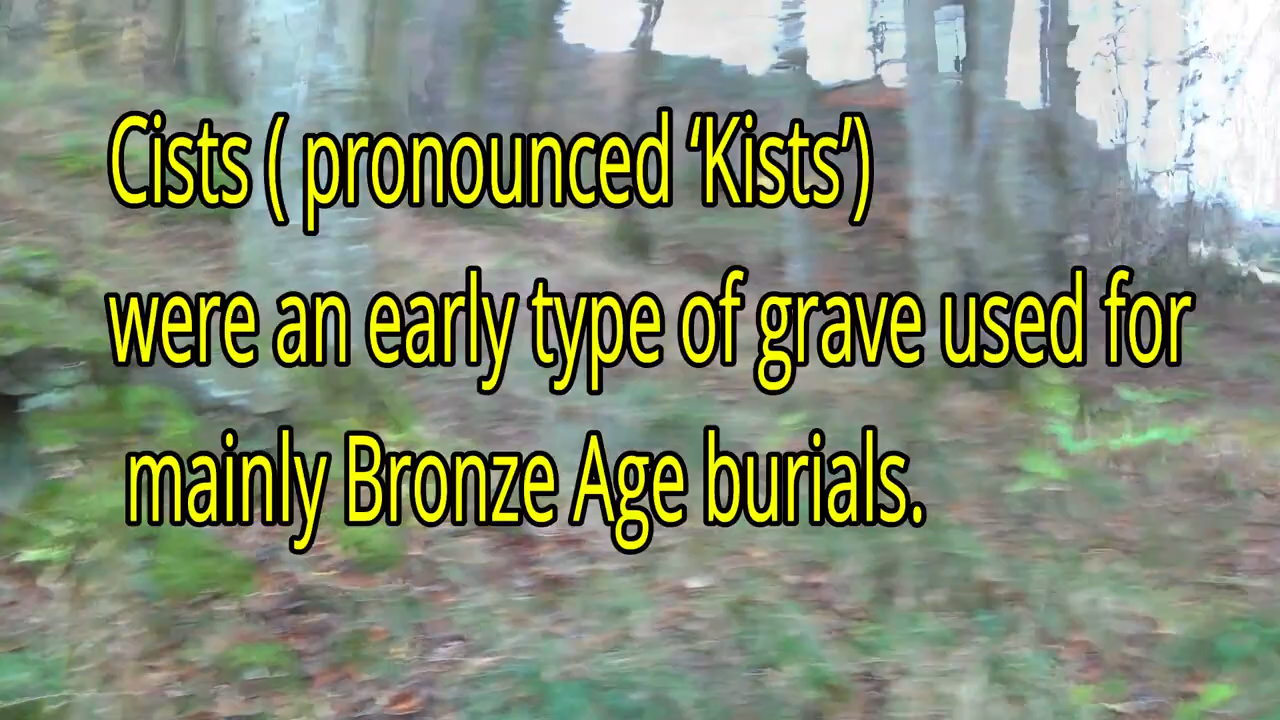 Cists ( pronounced ‘Kists’)
were an early type of grave used for
mainly Bronze Age burials.